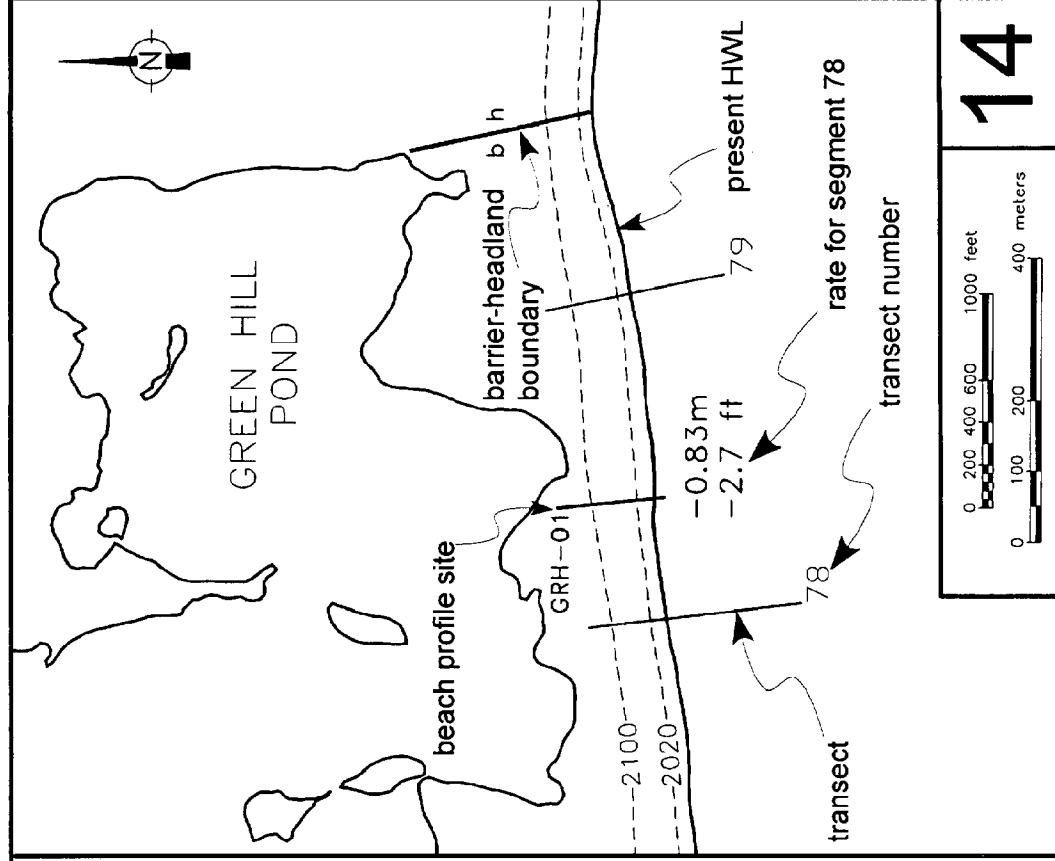 N
GREEN HILL
POND
b h
barrier-headland
boundary
beach profile site
GRH-01
present HWL
79
-0.83m
-2.7 ft
rate for segment 78
transect number
78
-2100-
-2020-
transect
14
0 200 400 600 1000 feet
0 100 200 400 meters